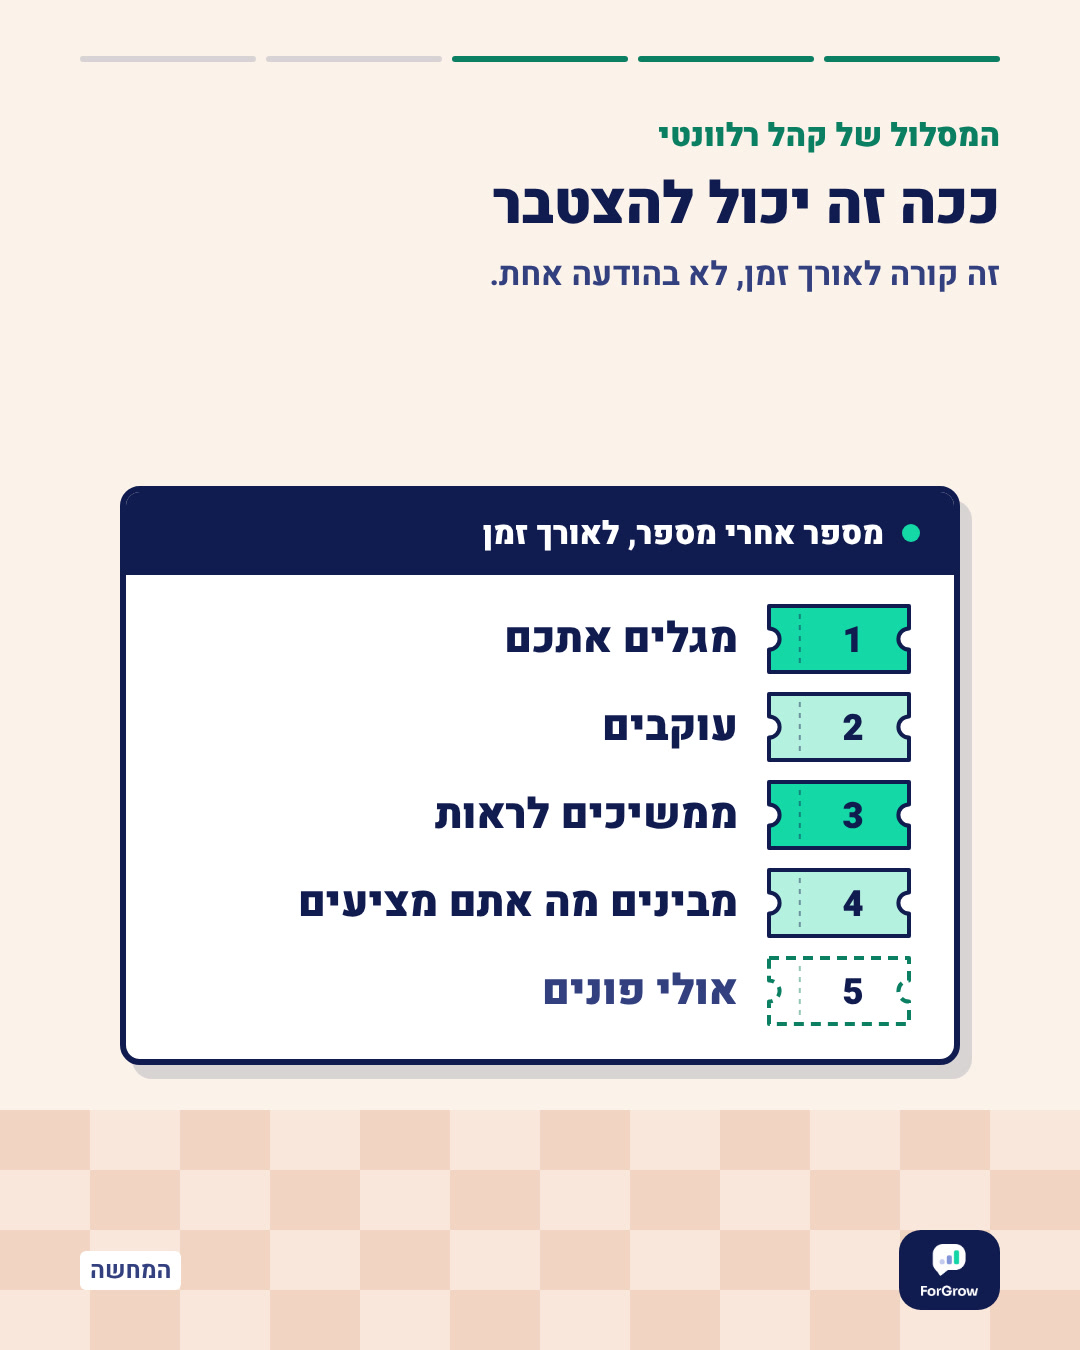 המסלול של קהל רלוונטי
ככה זה יכול להצטבר
זה קורה לאורך זמן, לא בהודעה אחת.
מספר אחרי מספר, לאורך זמן
1 מגלים אתכם
2 עוקבים
3 ממשיכים לראות
4 מבינים מה אתם מציעים
5 אולי פונים
ForGrow
המחשה